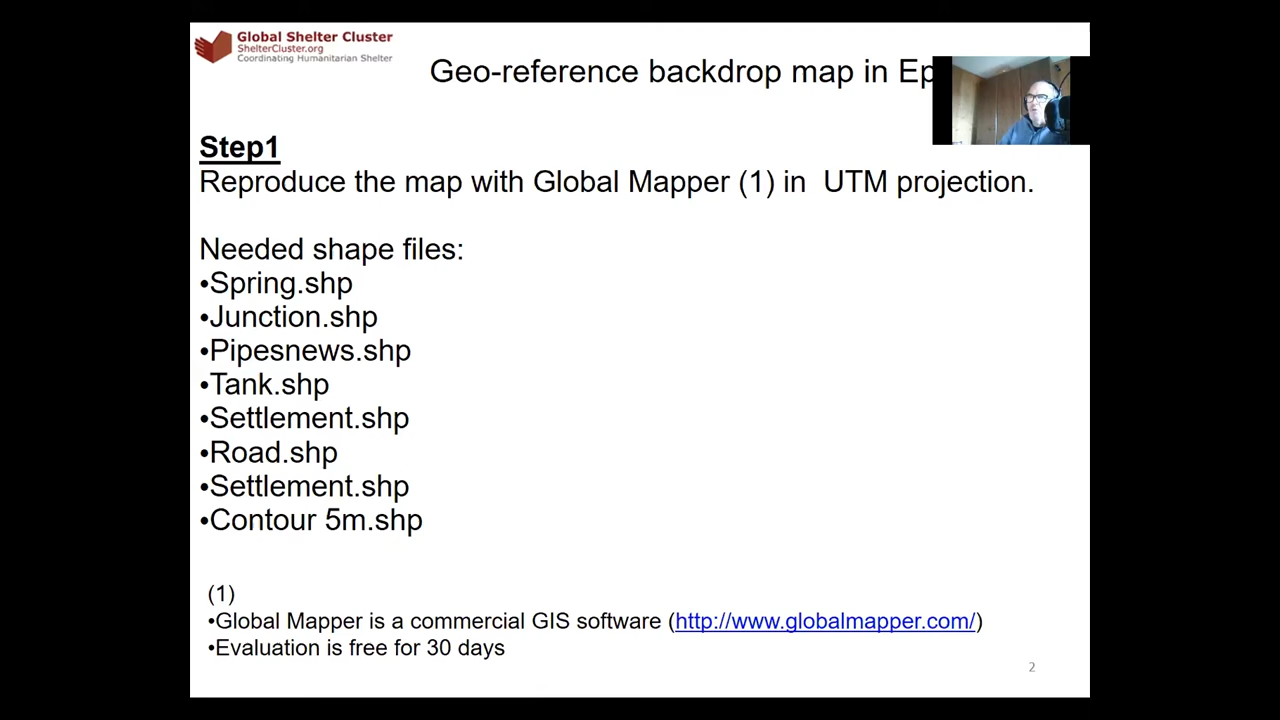 Global Shelter Cluster
ShelterCluster.org
Coordinating Humanitarian Shelter
Geo-reference backdrop map in Ep
Step1
Reproduce the map with Global Mapper (1) in UTM projection.
Needed shape files:
•Spring.shp
•Junction.shp
•Pipesnews.shp
•Tank.shp
•Settlement.shp
•Road.shp
•Settlement.shp
•Contour 5m.shp
(1)
•Global Mapper is a commercial GIS software (http://www.globalmapper.com/)
•Evaluation is free for 30 days
2